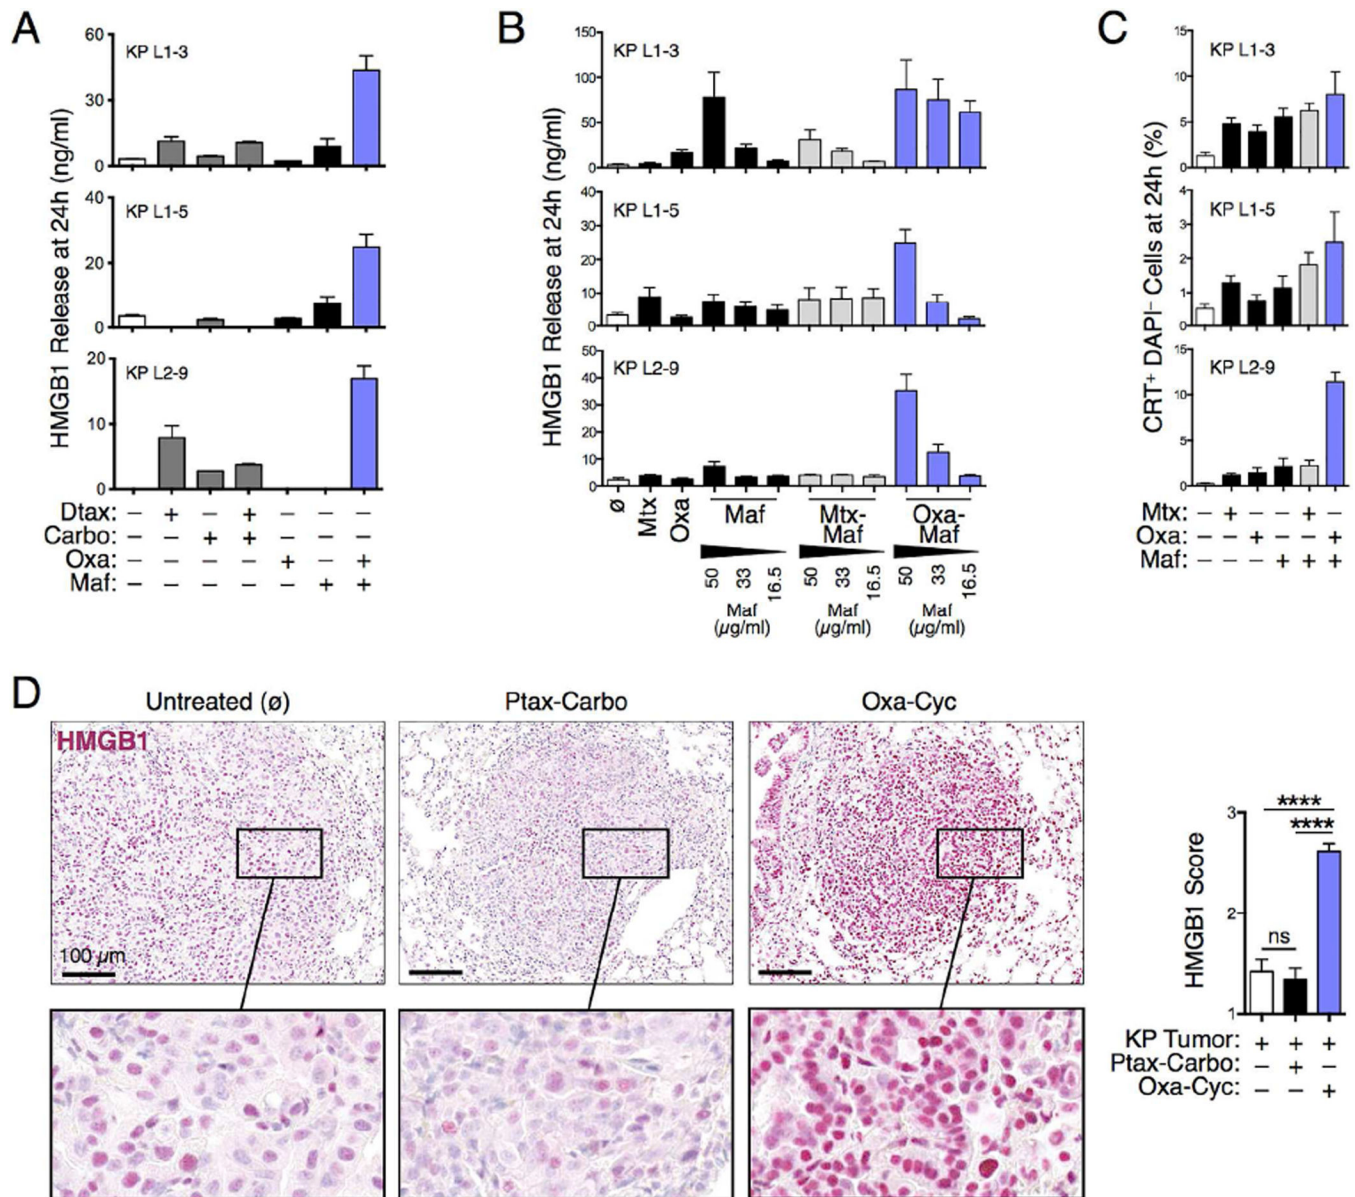 A
HMGB1 Release at 24h (ng/ml)
KP L1-3
60
30
0
KP L1-5
40
20
0
KP L2-9
20
10
0
Dtax: – + – + – – –
Carbo: – – + + – – –
Oxa: – – – – + – +
Maf: – – – – – + +
B
HMGB1 Release at 24h (ng/ml)
KP L1-3
150
100
50
0
KP L1-5
40
30
20
10
0
KP L2-9
50
40
30
20
10
0
ø Mtx Oxa Maf Mtx-Maf Oxa-Maf
50 33 16.5 50 33 16.5 50 33 16.5
Maf Maf Maf
(µg/ml) (µg/ml) (µg/ml)
C
CRT+ DAPI– Cells at 24h (%)
KP L1-3
15
10
5
0
KP L1-5
4
3
2
1
0
KP L2-9
15
10
5
0
Mtx: – + – – + –
Oxa: – – + – – +
Maf: – – – + + +
D
Untreated (ø) Ptax-Carbo Oxa-Cyc
HMGB1
100 µm
HMGB1 Score
3
2
1
****
****
ns
KP Tumor: + + +
Ptax-Carbo: – + –
Oxa-Cyc: – – +